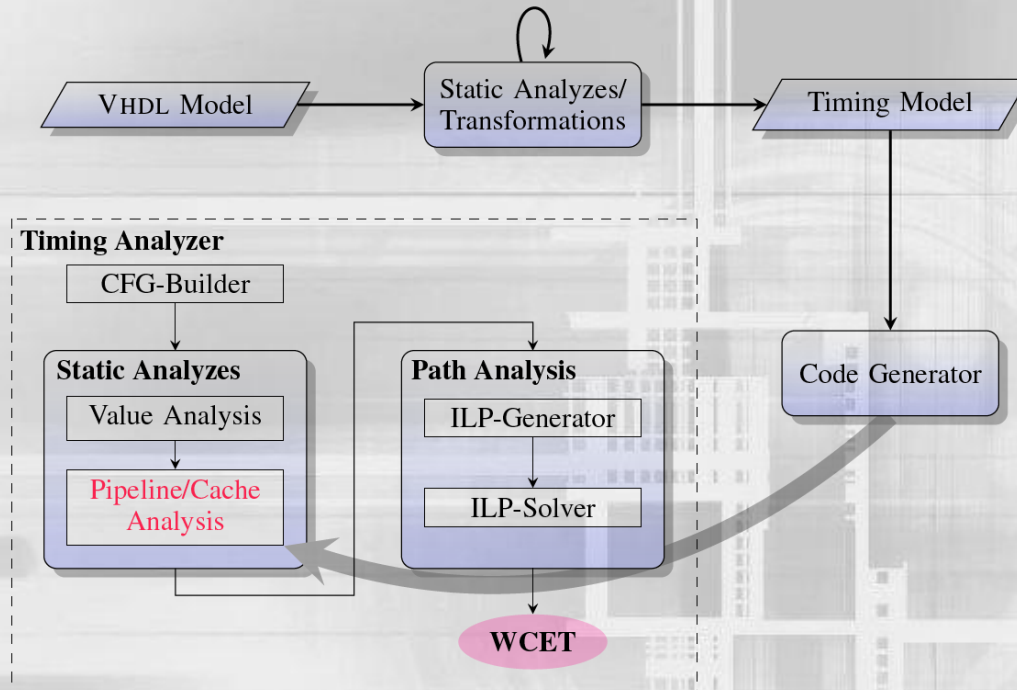 VHDL Model
Static Analyzes/
Transformations
Timing Model
Timing Analyzer
CFG-Builder
Static Analyzes
Value Analysis
Pipeline/Cache
Analysis
Path Analysis
ILP-Generator
ILP-Solver
WCET
Code Generator